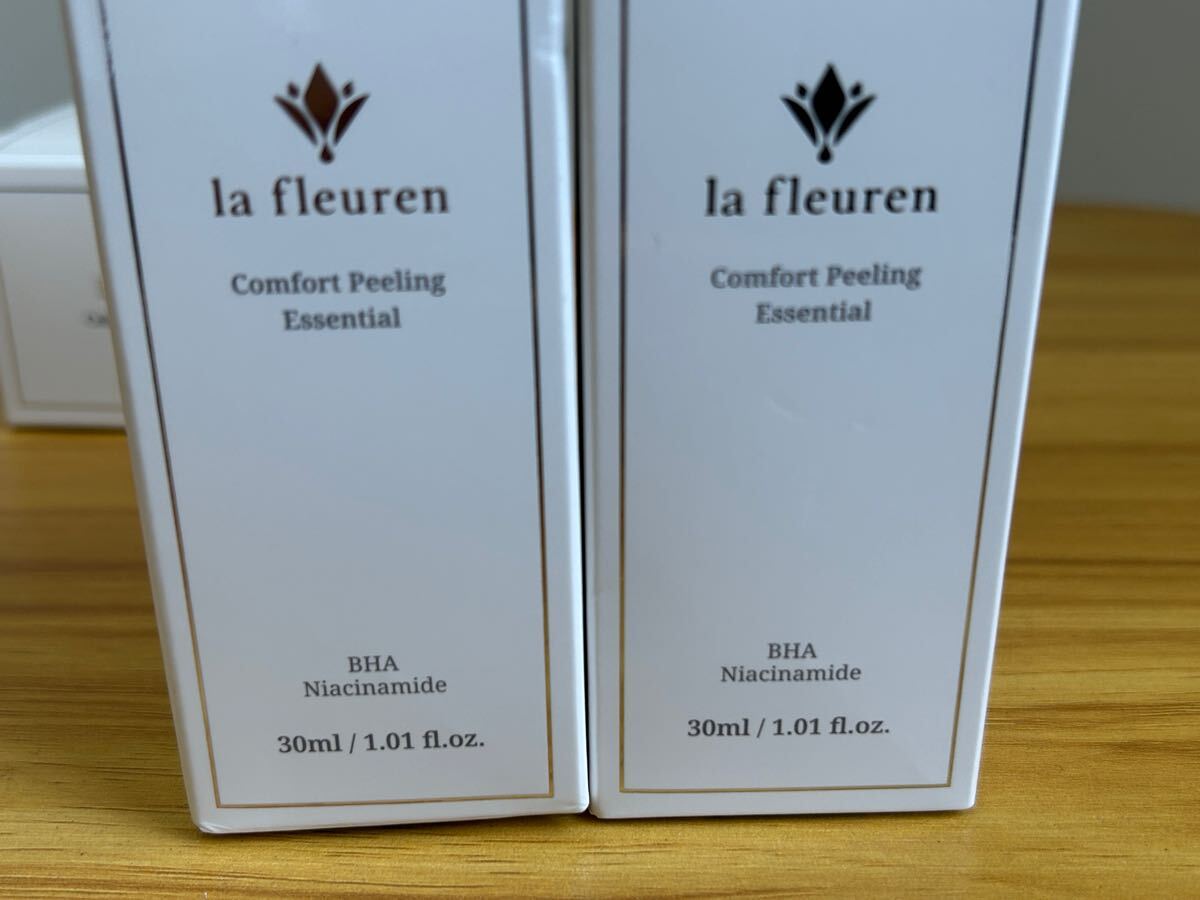 la fleuren
Comfort Peeling
Essential
BHA
Niacinamide
30ml / 1.01 fl.oz.
la fleuren
Comfort Peeling
Essential
BHA
Niacinamide
30ml / 1.01 fl.oz.